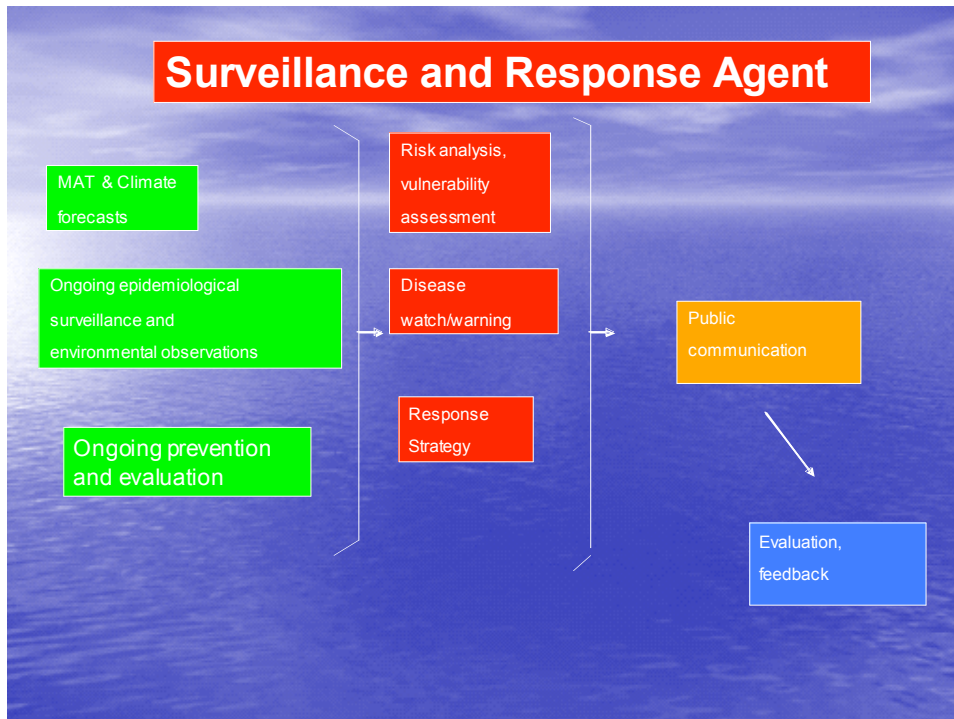 Surveillance and Response Agent
MAT & Climate
forecasts
Ongoing epidemiological
surveillance and
environmental observations
Ongoing prevention
and evaluation
Risk analysis,
vulnerability
assessment
Disease
watch/warning
Response
Strategy
Public
communication
Evaluation,
feedback